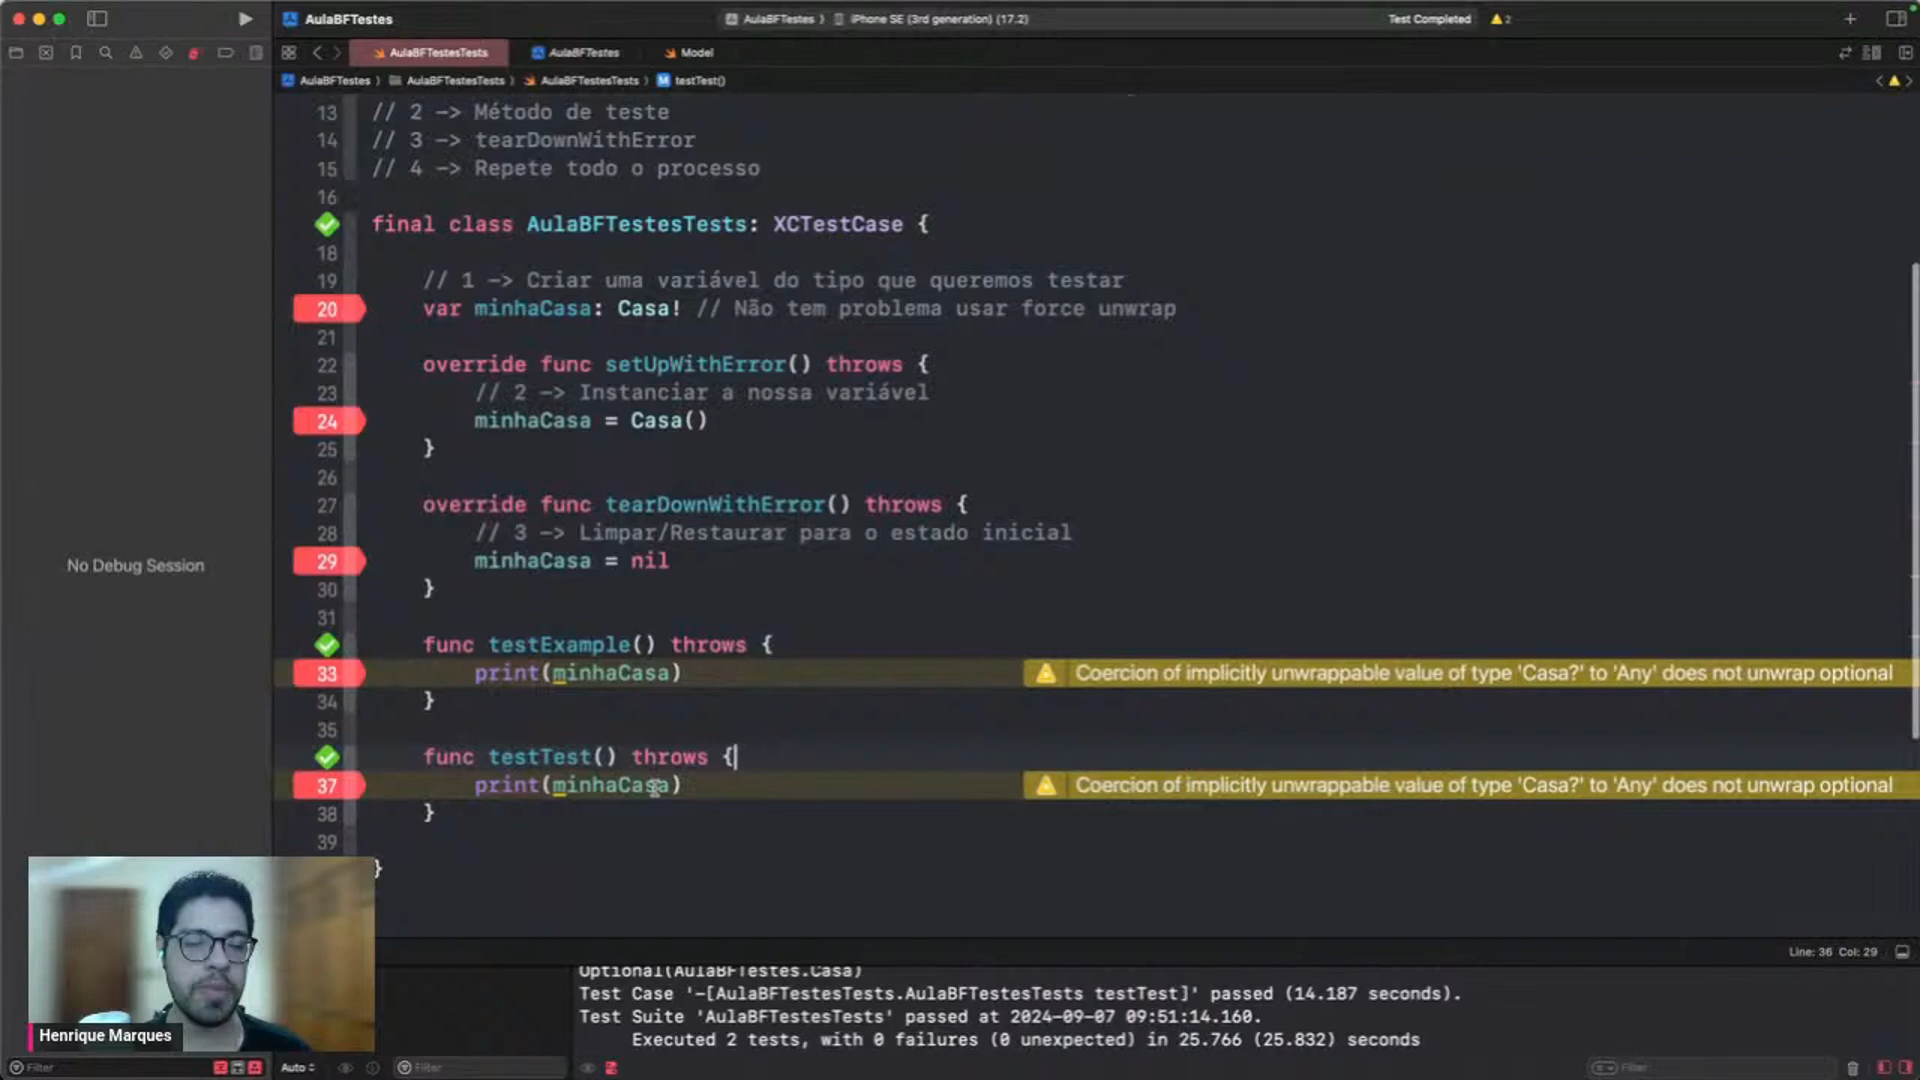 AulaBFTestes
AulaBFTestes ⟩ iPhone SE (3rd generation) (17.2)
Test Completed
2
AulaBFTestesTests
AulaBFTestes
Model
AulaBFTestes ⟩ AulaBFTestesTests ⟩ AulaBFTestesTests ⟩ M testTest()
13 // 2 -> Método de teste
14 // 3 -> tearDownWithError
15 // 4 -> Repete todo o processo
16
final class AulaBFTestesTests: XCTestCase {
18
19 // 1 -> Criar uma variável do tipo que queremos testar
20 var minhaCasa: Casa! // Não tem problema usar force unwrap
21
22 override func setUpWithError() throws {
23 // 2 -> Instanciar a nossa variável
24 minhaCasa = Casa()
25 }
26
27 override func tearDownWithError() throws {
28 // 3 -> Limpar/Restaurar para o estado inicial
29 minhaCasa = nil
30 }
31
func testExample() throws {
33 print(minhaCasa) Coercion of implicitly unwrappable value of type 'Casa?' to 'Any' does not unwrap optional
34 }
35
func testTest() throws {
37 print(minhaCasa) Coercion of implicitly unwrappable value of type 'Casa?' to 'Any' does not unwrap optional
38 }
39
}
No Debug Session
Line: 36 Col: 29
Optional(AulaBFTestes.Casa)
Test Case '-[AulaBFTestesTests.AulaBFTestesTests testTest]' passed (14.187 seconds).
Test Suite 'AulaBFTestesTests' passed at 2024-09-07 09:51:14.160.
Executed 2 tests, with 0 failures (0 unexpected) in 25.766 (25.832) seconds
Henrique Marques
Filter
Auto
Filter
Filter